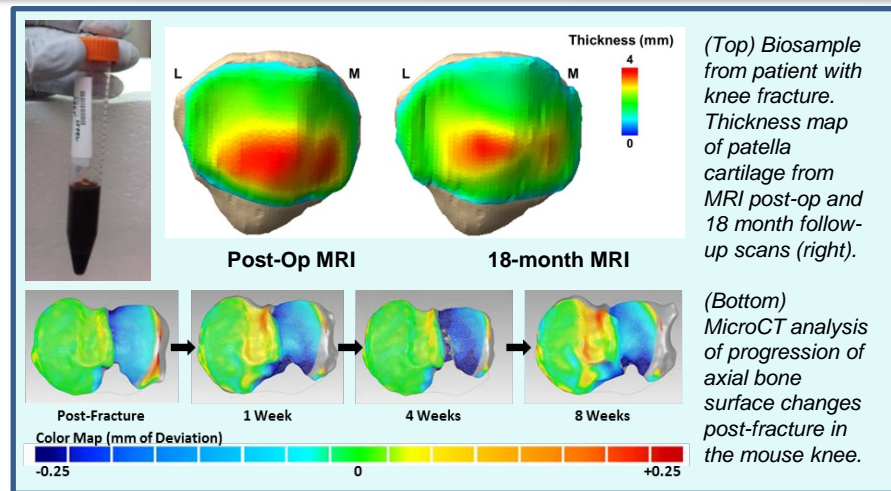 Thickness (mm)
4
0
L
M
L
M
Post-Op MRI
18-month MRI
(Top) Biosample
from patient with
knee fracture.
Thickness map
of patella
cartilage from
MRI post-op and
18 month follow-
up scans (right).
Post-Fracture
1 Week
4 Weeks
8 Weeks
Color Map (mm of Deviation)
-0.25
0
+0.25
(Bottom)
MicroCT analysis
of progression of
axial bone
surface changes
post-fracture in
the mouse knee.